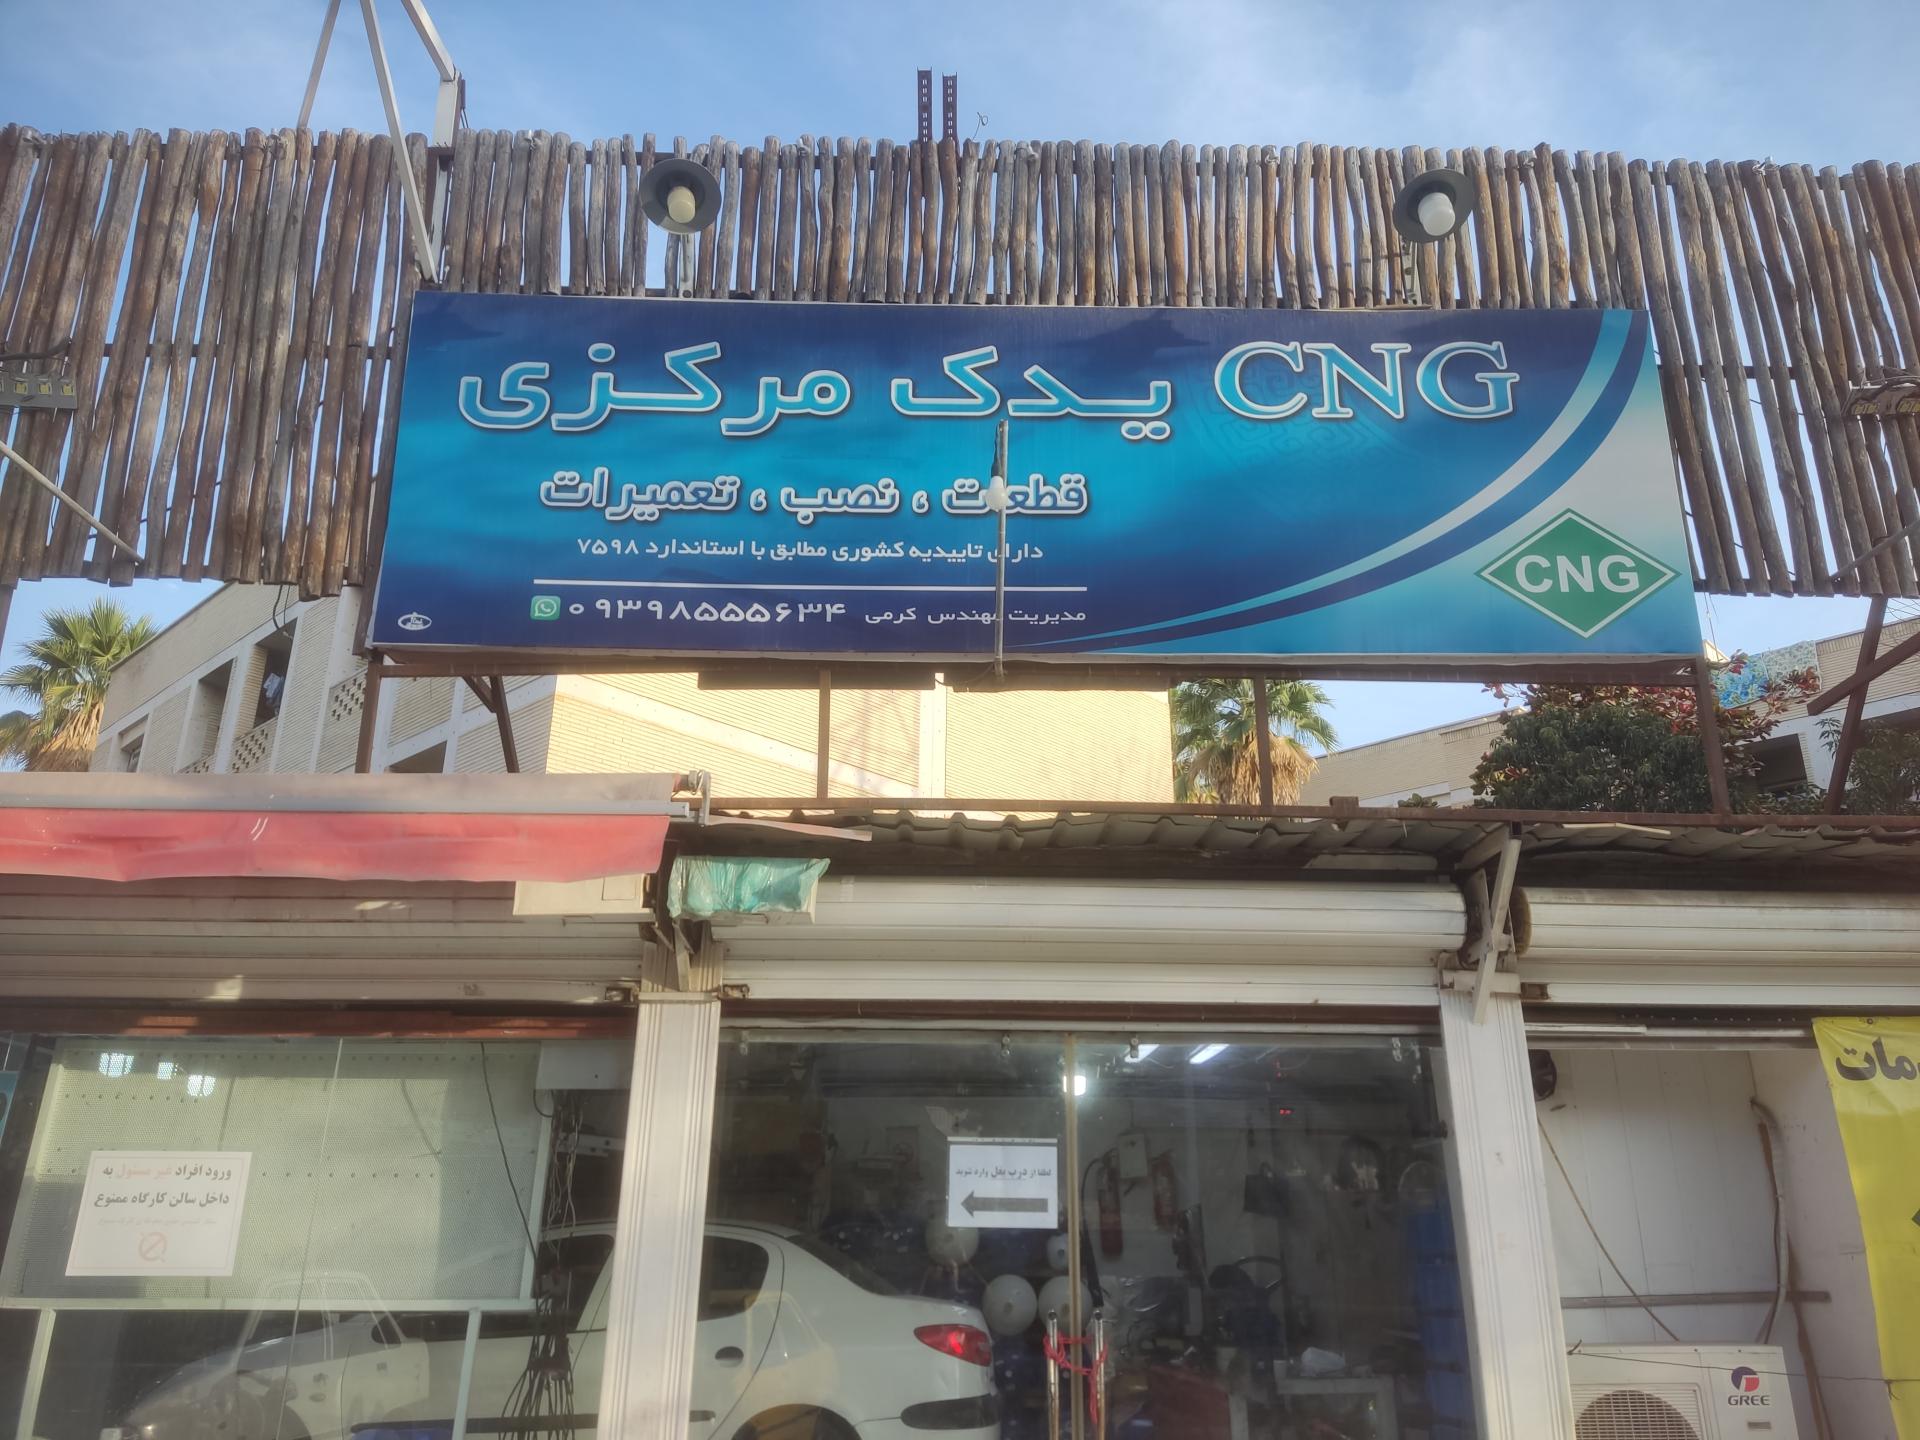 CNG یدک مرکزی
قطعات ، نصب ، تعمیرات
دارای تاییدیه کشوری مطابق با استاندارد ۷۵۹۸
مدیریت مهندس کرمی ۰۹۳۹۸۵۵۵۶۳۴
CNG
ورود افراد غیر مسئول به
داخل سالن کارگاه ممنوع
لطفا از درب بغل وارد شوید
GREE